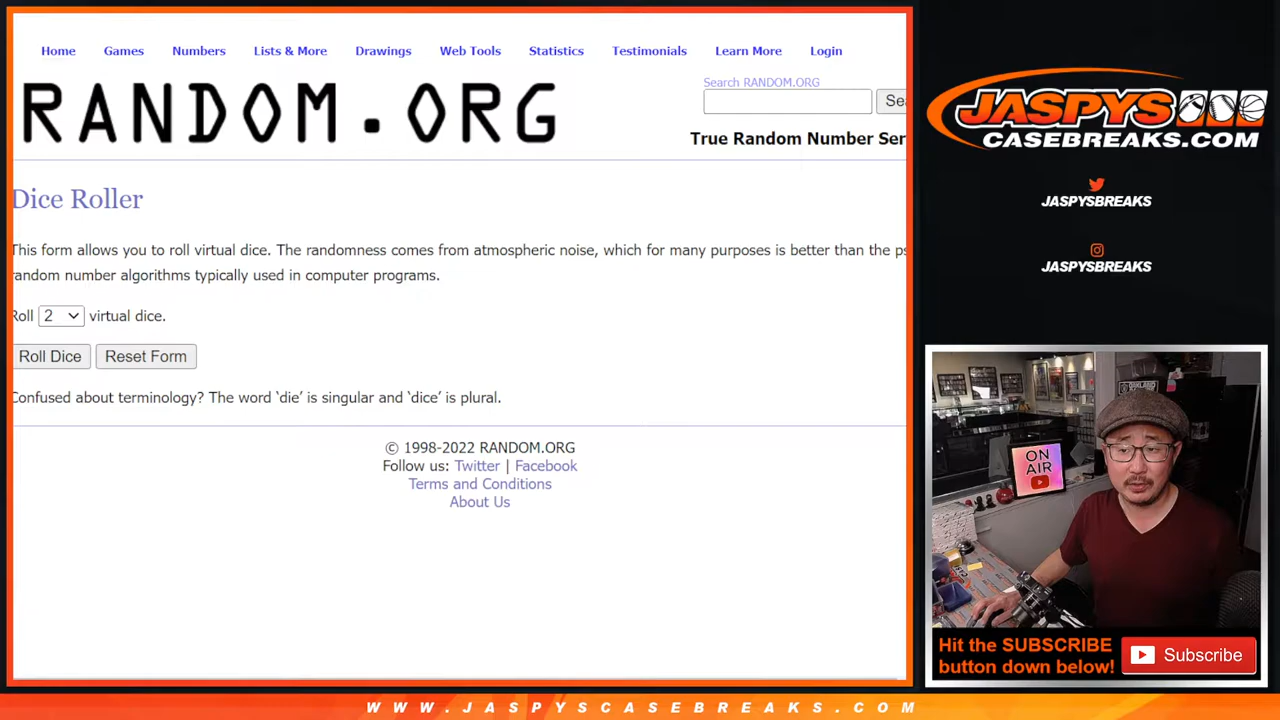 Home Games Numbers Lists & More Drawings Web Tools Statistics Testimonials Learn More Login
RANDOM.ORG
Search RANDOM.ORG
Sea
True Random Number Ser
Dice Roller
This form allows you to roll virtual dice. The randomness comes from atmospheric noise, which for many purposes is better than the ps
random number algorithms typically used in computer programs.
Roll 2 virtual dice.
Roll Dice Reset Form
Confused about terminology? The word ‘die’ is singular and ‘dice’ is plural.
© 1998-2022 RANDOM.ORG
Follow us: Twitter | Facebook
Terms and Conditions
About Us
JASPYS
CASEBREAKS.COM
JASPYSBREAKS
JASPYSBREAKS
OAKLAND
ON
AIR
Hit the SUBSCRIBE
button down below!
Subscribe
WWW.JASPYSCASEBREAKS.COM